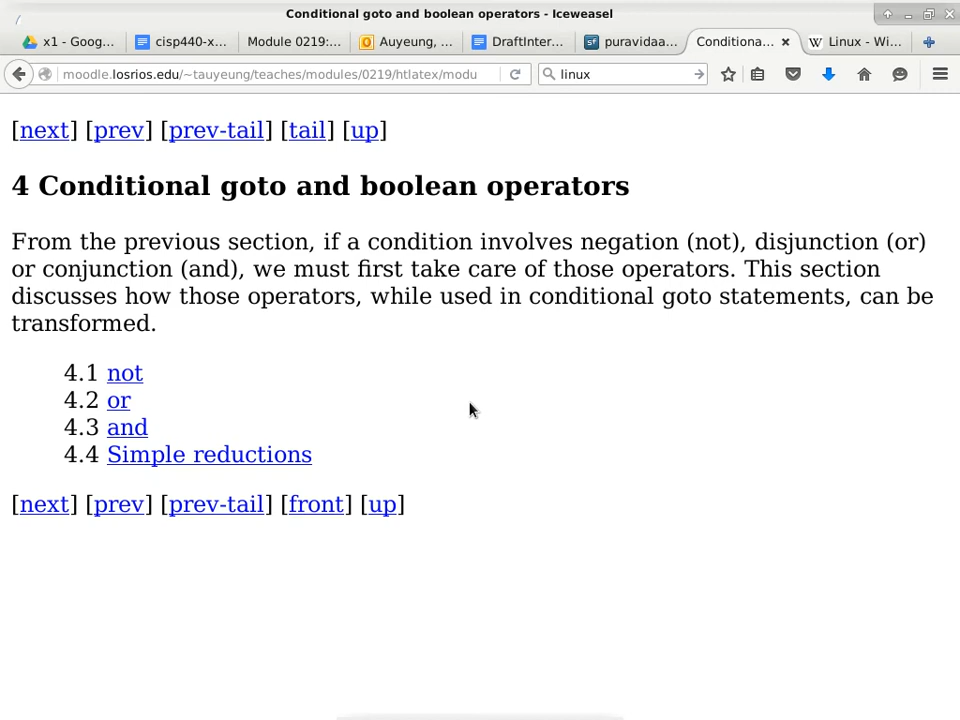 Conditional goto and boolean operators - Iceweasel
x1 - Goog... cisp440-x... Module 0219:... Auyeung, ... DraftInter... puravidaa... Conditiona... Linux - Wi...
moodle.losrios.edu/~tauyeung/teaches/modules/0219/htlatex/modu linux
[next] [prev] [prev-tail] [tail] [up]
4 Conditional goto and boolean operators
From the previous section, if a condition involves negation (not), disjunction (or)
or conjunction (and), we must first take care of those operators. This section
discusses how those operators, while used in conditional goto statements, can be
transformed.
4.1 not
4.2 or
4.3 and
4.4 Simple reductions
[next] [prev] [prev-tail] [front] [up]